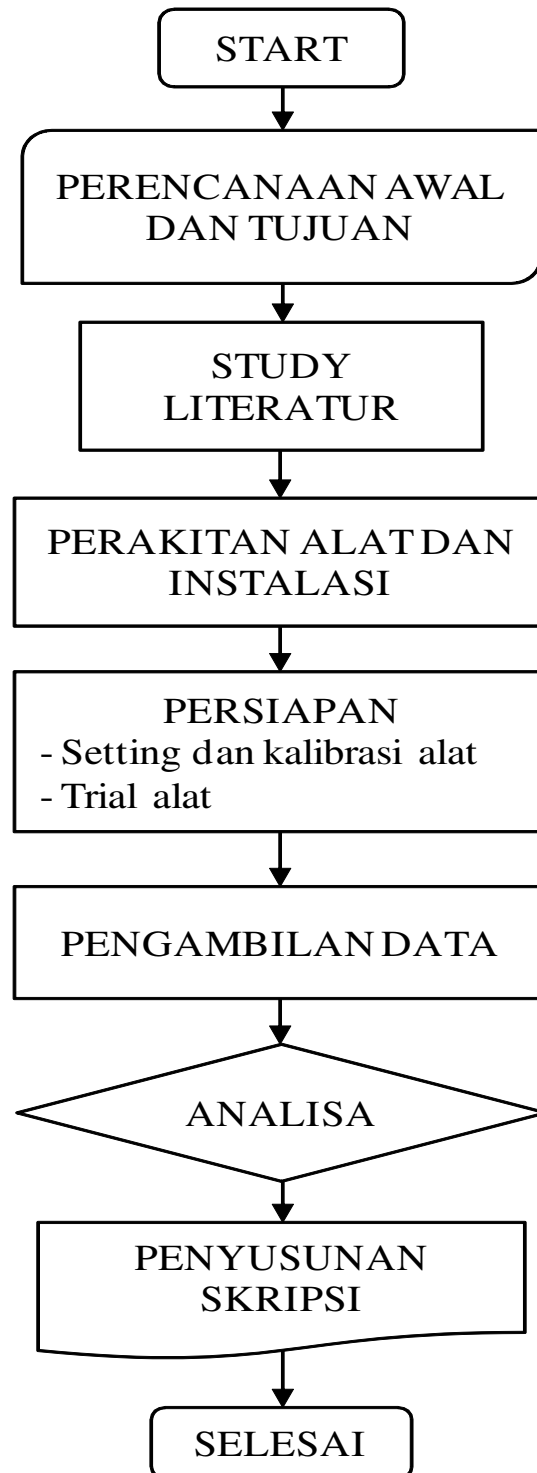 START
PERENCANAAN AWAL
DAN TUJUAN
STUDY
LITERATUR
PERAKITAN ALAT DAN
INSTALASI
PERSIAPAN
- Setting dan kalibrasi alat
- Trial alat
PENGAMBILAN DATA
ANALISA
PENYUSUNAN
SKRIPSI
SELESAI